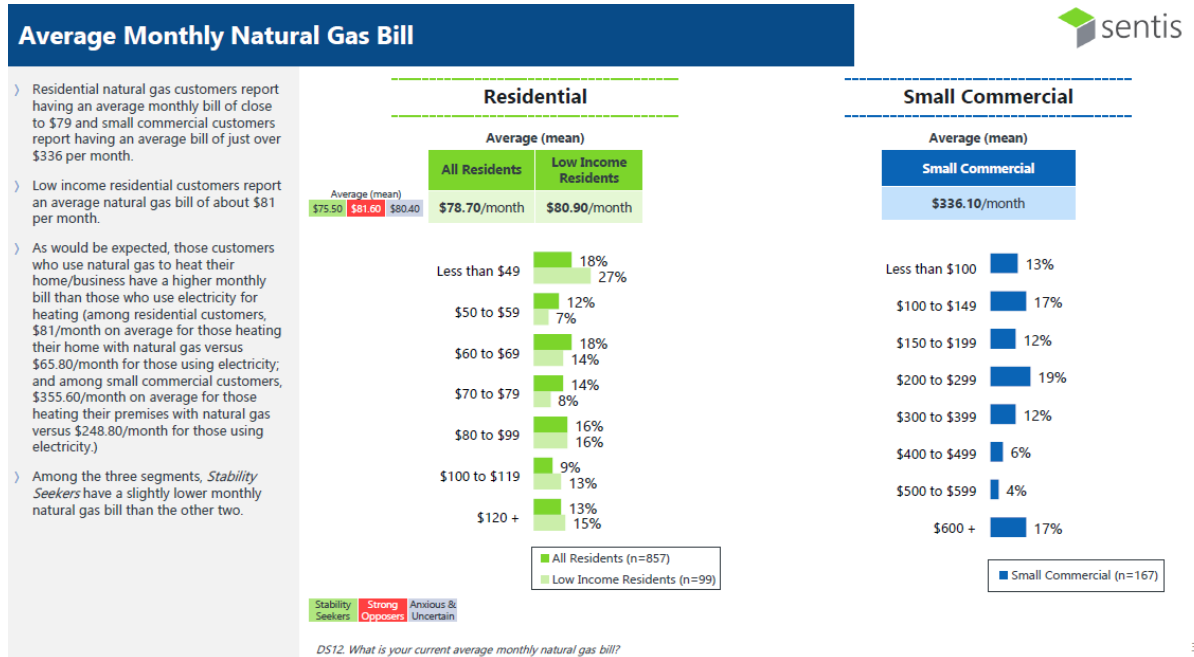 Average Monthly Natural Gas Bill
sentis
〉 Residential natural gas customers report
having an average monthly bill of close
to $79 and small commercial customers
report having an average bill of just over
$336 per month.
〉 Low income residential customers report
an average natural gas bill of about $81
per month.
〉 As would be expected, those customers
who use natural gas to heat their
home/business have a higher monthly
bill than those who use electricity for
heating (among residential customers,
$81/month on average for those heating
their home with natural gas versus
$65.80/month for those using electricity;
and among small commercial customers,
$355.60/month on average for those
heating their premises with natural gas
versus $248.80/month for those using
electricity.)
〉 Among the three segments, Stability
Seekers have a slightly lower monthly
natural gas bill than the other two.
Residential
Average (mean)
All Residents
Low Income
Residents
Average (mean)
$75.50 $81.60 $80.40
$78.70/month
$80.90/month
Less than $49
18%
27%
$50 to $59
12%
7%
$60 to $69
18%
14%
$70 to $79
14%
8%
$80 to $99
16%
16%
$100 to $119
9%
13%
$120 +
13%
15%
All Residents (n=857)
Low Income Residents (n=99)
Stability
Seekers
Strong
Opposers
Anxious &
Uncertain
Small Commercial
Average (mean)
Small Commercial
$336.10/month
Less than $100 13%
$100 to $149 17%
$150 to $199 12%
$200 to $299 19%
$300 to $399 12%
$400 to $499 6%
$500 to $599 4%
$600 + 17%
Small Commercial (n=167)
DS12. What is your current average monthly natural gas bill?